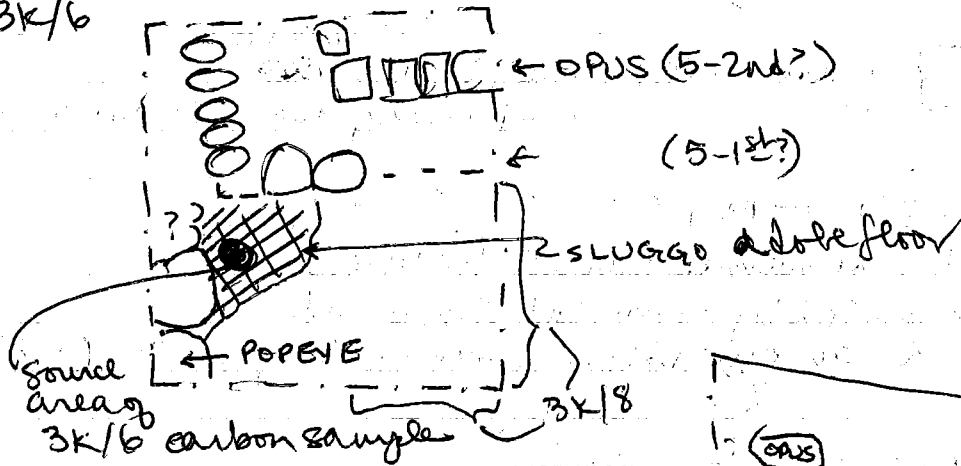 3K/6
← OPUS (5-2nd?)
← (5-1st?)
? ?
SLUGGO adobe floor
← POPEYE
source
area of
3K/6 carbon sample
3K/8
OPUS